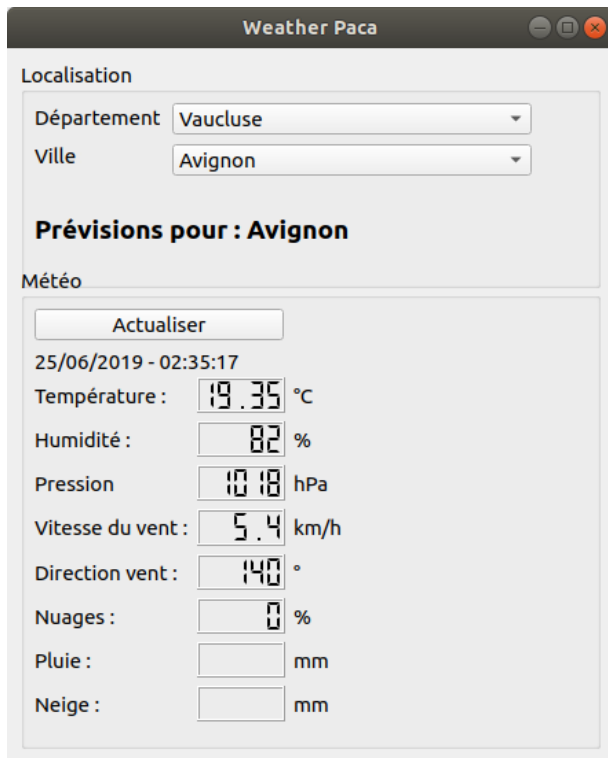 Weather Paca
Localisation
Département Vaucluse
Ville Avignon
Prévisions pour : Avignon
Météo
Actualiser
25/06/2019 - 02:35:17
Température : 19.35 °C
Humidité : 82 %
Pression 1018 hPa
Vitesse du vent : 5.4 km/h
Direction vent : 140 °
Nuages : 0 %
Pluie : mm
Neige : mm